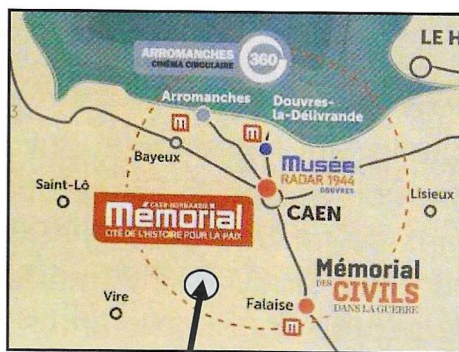 ARROMANCHES
CINÉMA CIRCULAIRE
360
LE H
Arromanches
Douvres-
la-Délivrande
Bayeux
Musée
RADAR 1944
DOUVRES
Saint-Lô
CAEN-NORMANDIE
Mémorial
CITÉ DE L'HISTOIRE POUR LA PAIX
CAEN
Lisieux
Mémorial
DES CIVILS
DANS LA GUERRE
Vire
Falaise